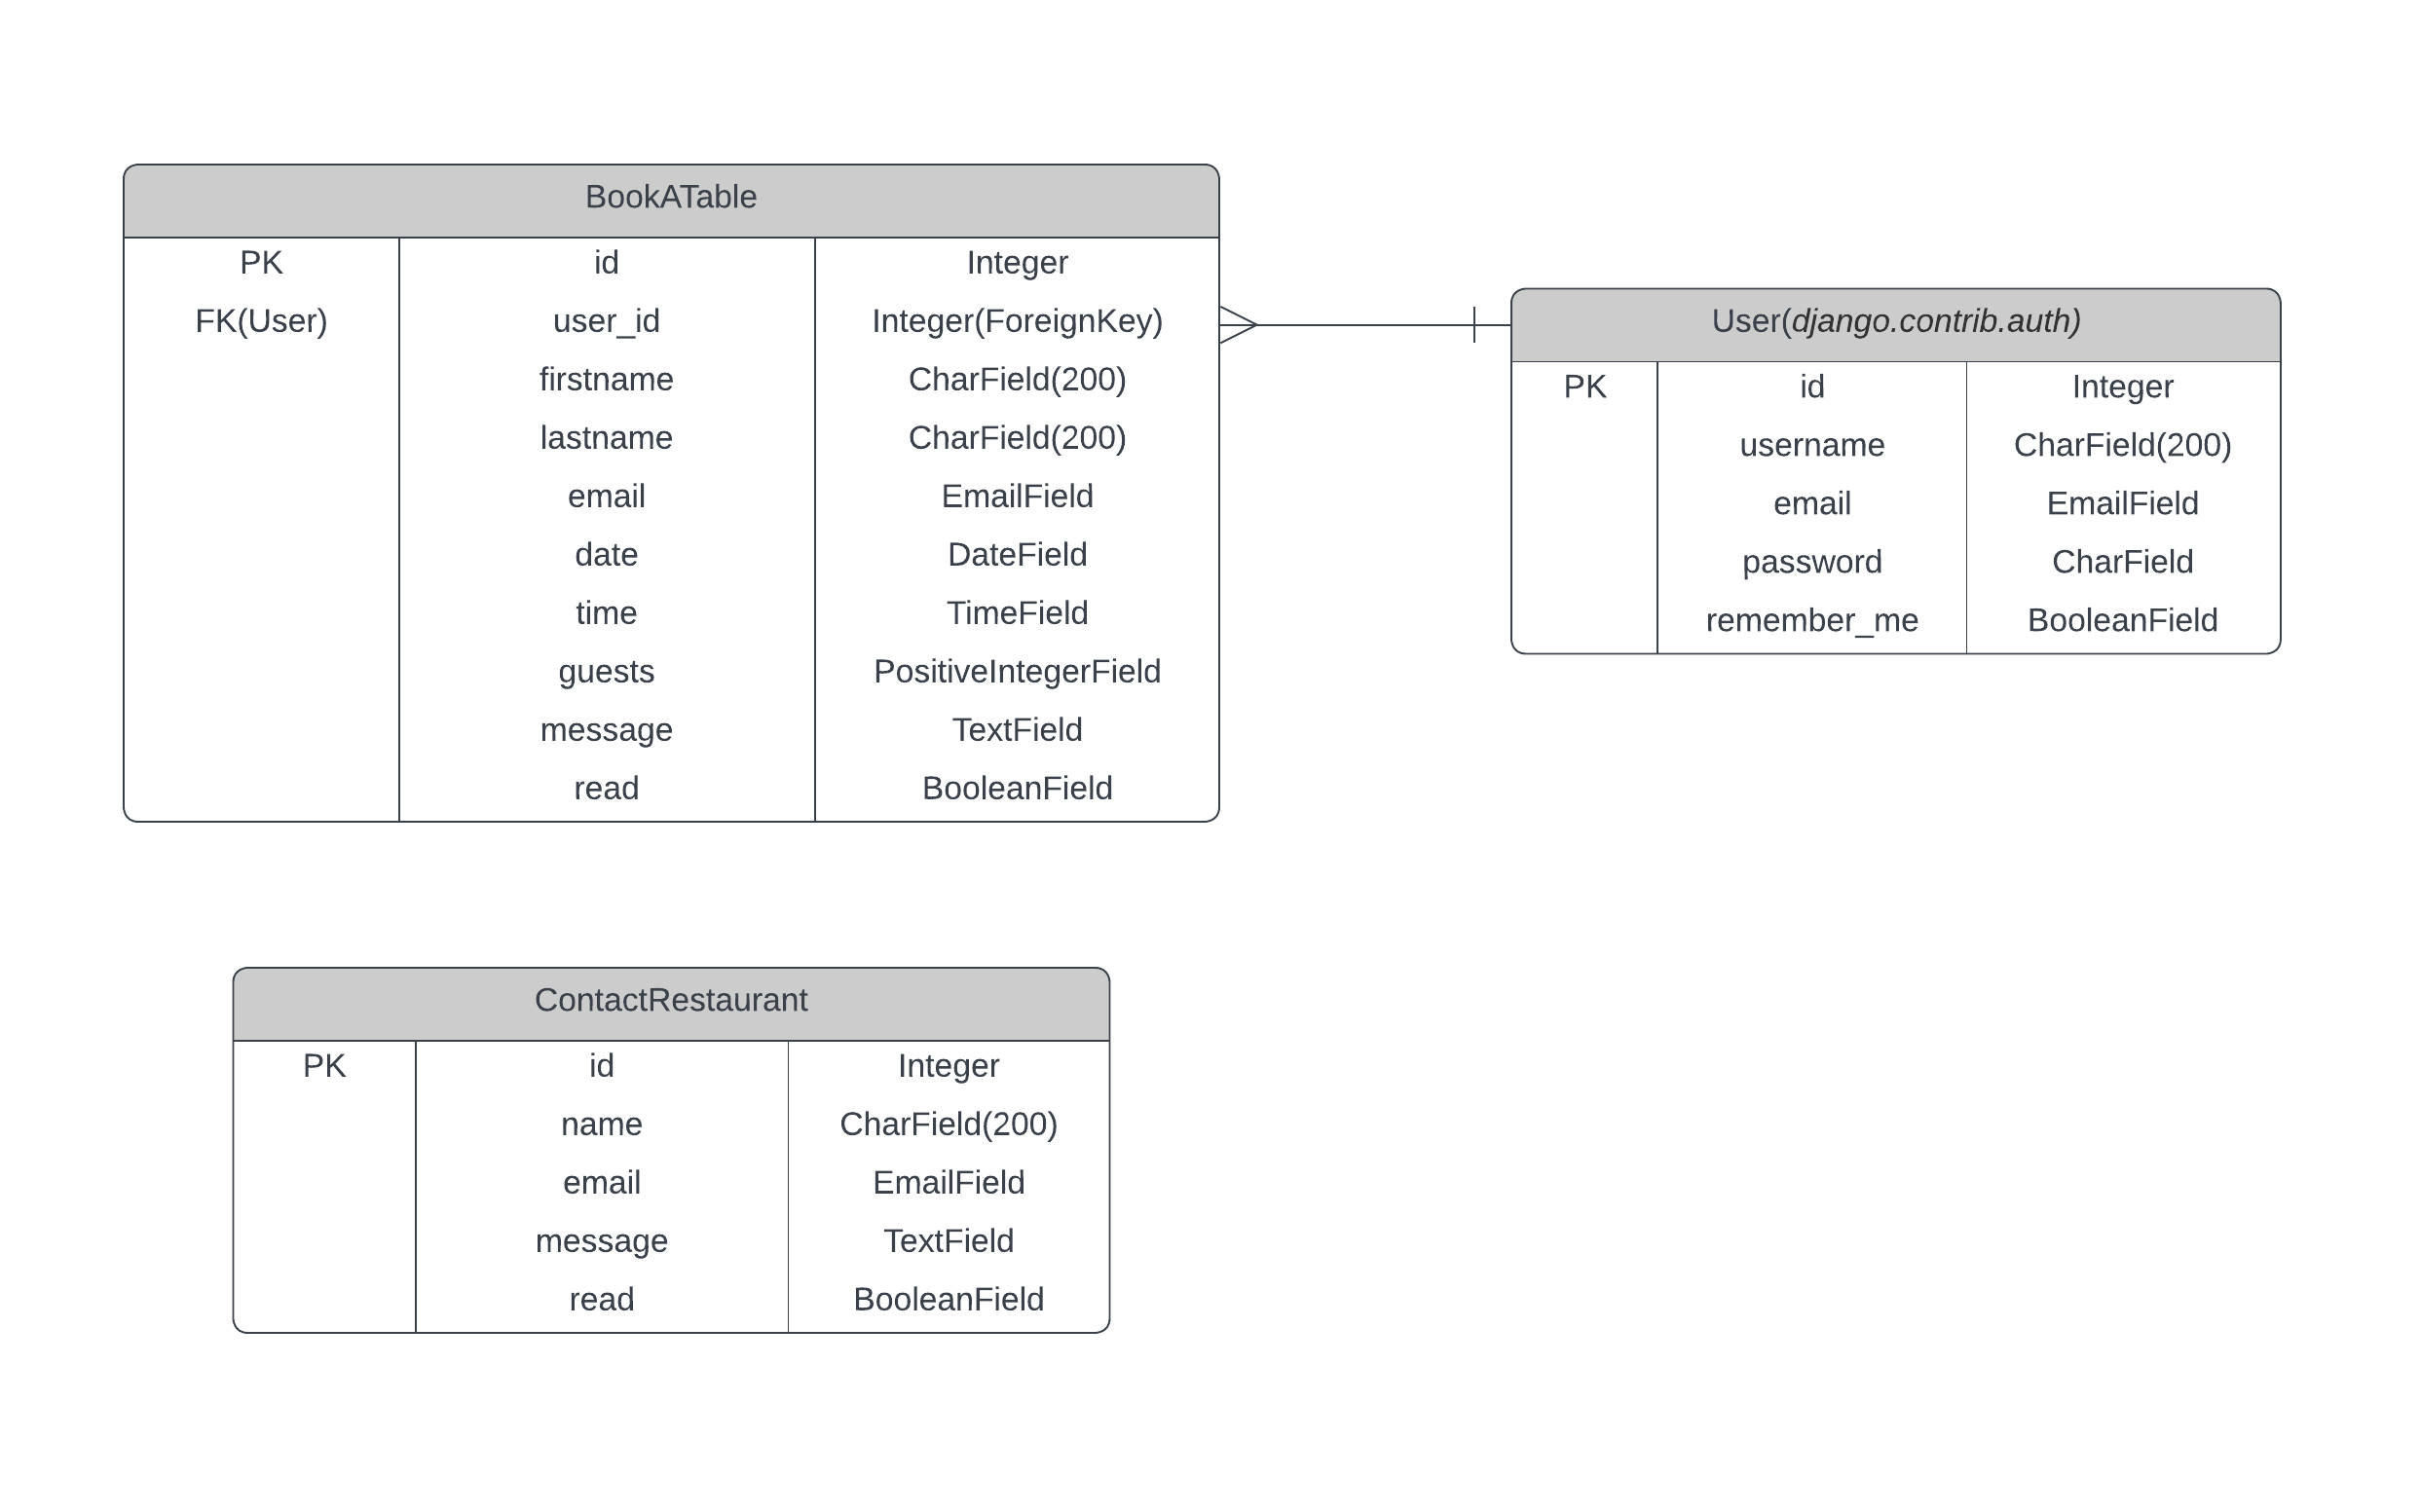 BookATable
PK id Integer
FK(User) user_id Integer(ForeignKey)
firstname CharField(200)
lastname CharField(200)
email EmailField
date DateField
time TimeField
guests PositiveIntegerField
message TextField
read BooleanField
User(django.contrib.auth)
PK id Integer
username CharField(200)
email EmailField
password CharField
remember_me BooleanField
ContactRestaurant
PK id Integer
name CharField(200)
email EmailField
message TextField
read BooleanField